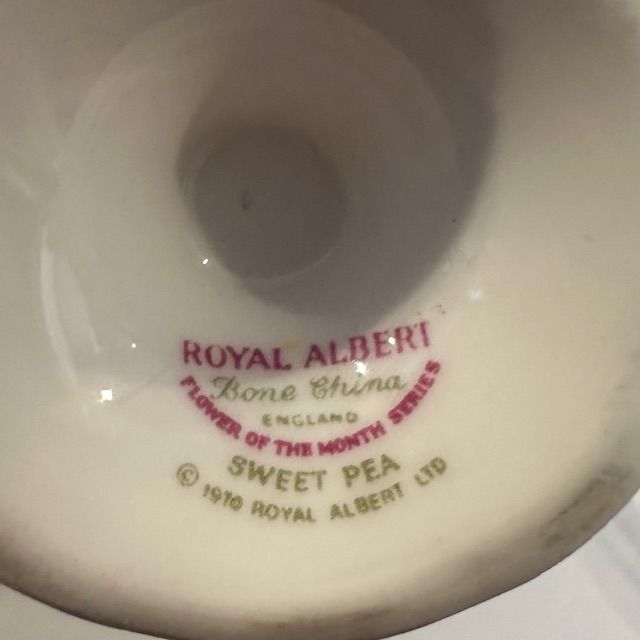 ROYAL ALBERT
Bone China
ENGLAND
FLOWER OF THE MONTH SERIES
SWEET PEA
© 1970 ROYAL ALBERT LTD